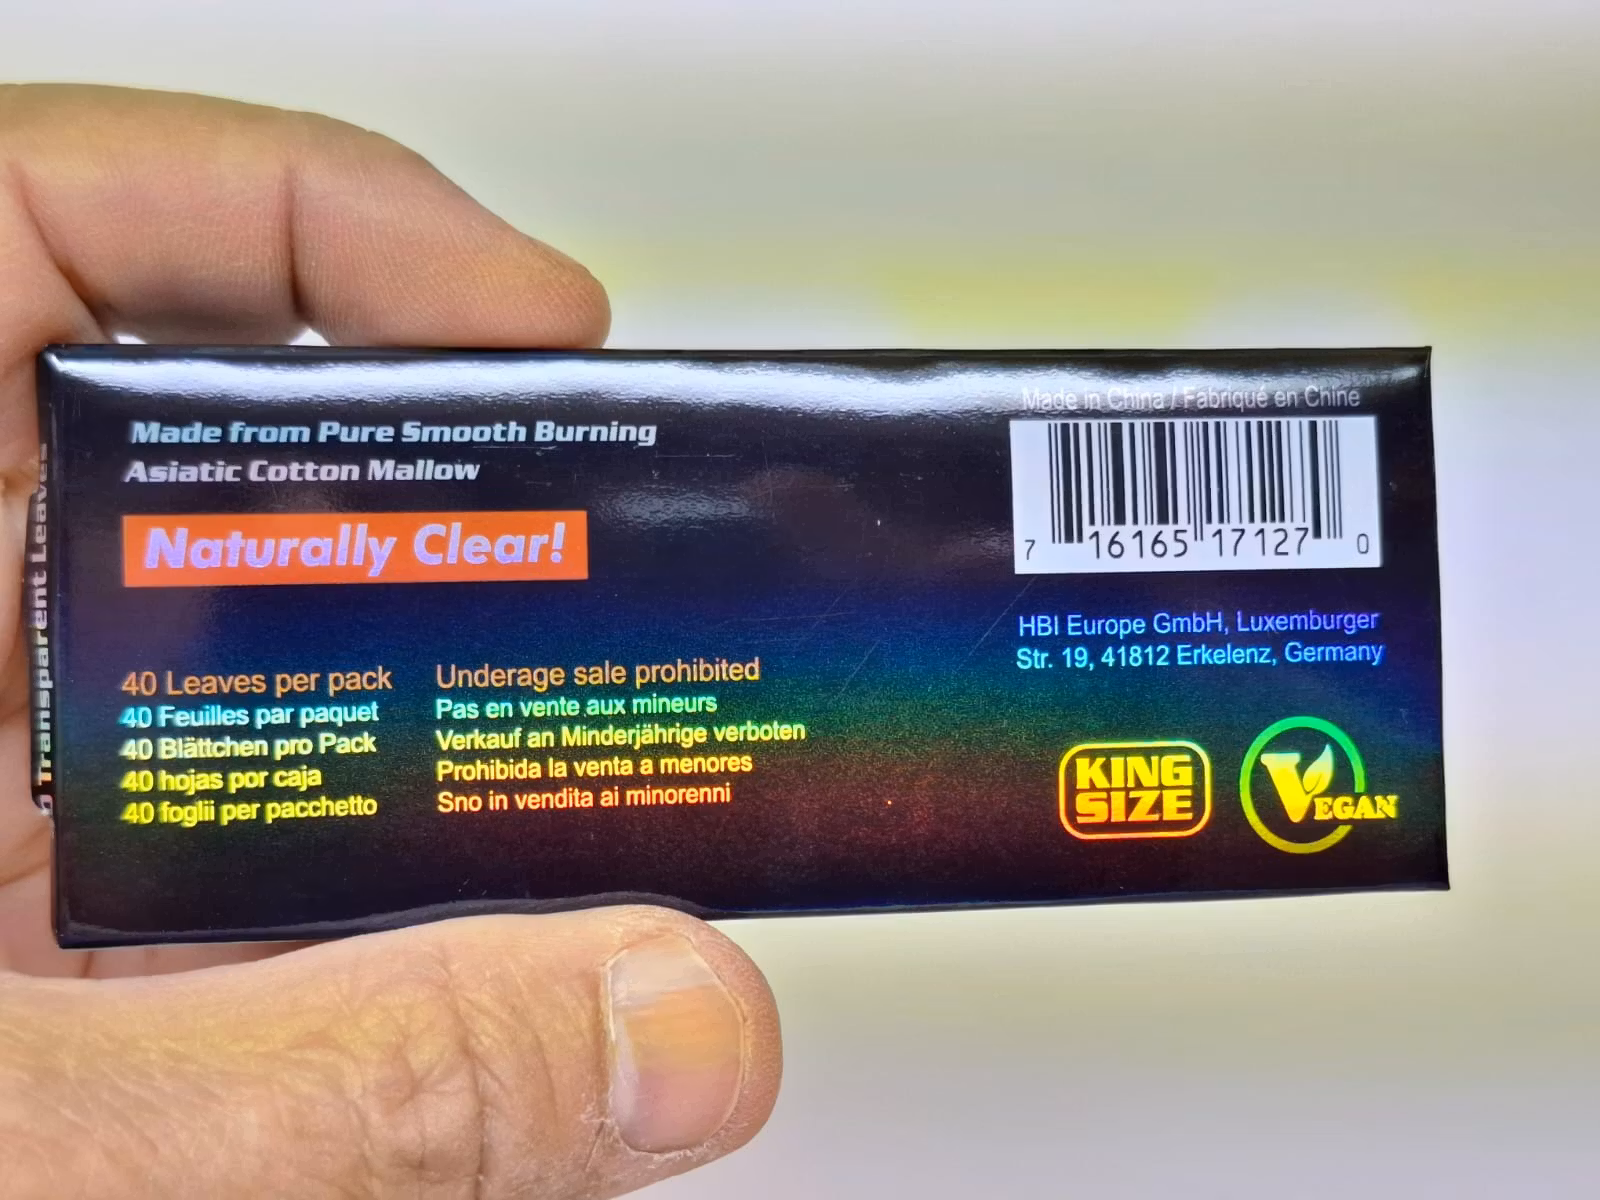 Made from Pure Smooth Burning
Asiatic Cotton Mallow
Naturally Clear!
40 Leaves per pack
40 Feuilles par paquet
40 Blättchen pro Pack
40 hojas por caja
40 foglii per pacchetto
Underage sale prohibited
Pas en vente aux mineurs
Verkauf an Minderjährige verboten
Prohibida la venta a menores
Sno in vendita ai minorenni
Made in China / Fabriqué en Chine
7 16165 17127 0
HBI Europe GmbH, Luxemburger
Str. 19, 41812 Erkelenz, Germany
KING
SIZE
VEGAN
Transparent Leaves